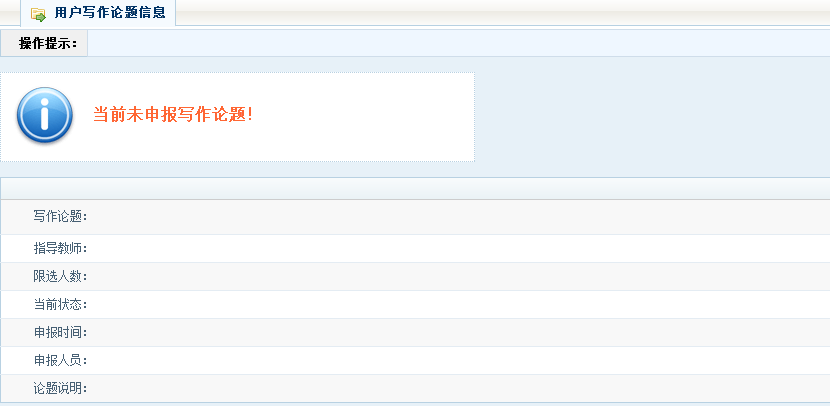 用户写作论题信息
操作提示：
当前未申报写作论题！
写作论题：
指导教师：
限选人数：
当前状态：
申报时间：
申报人员：
论题说明：